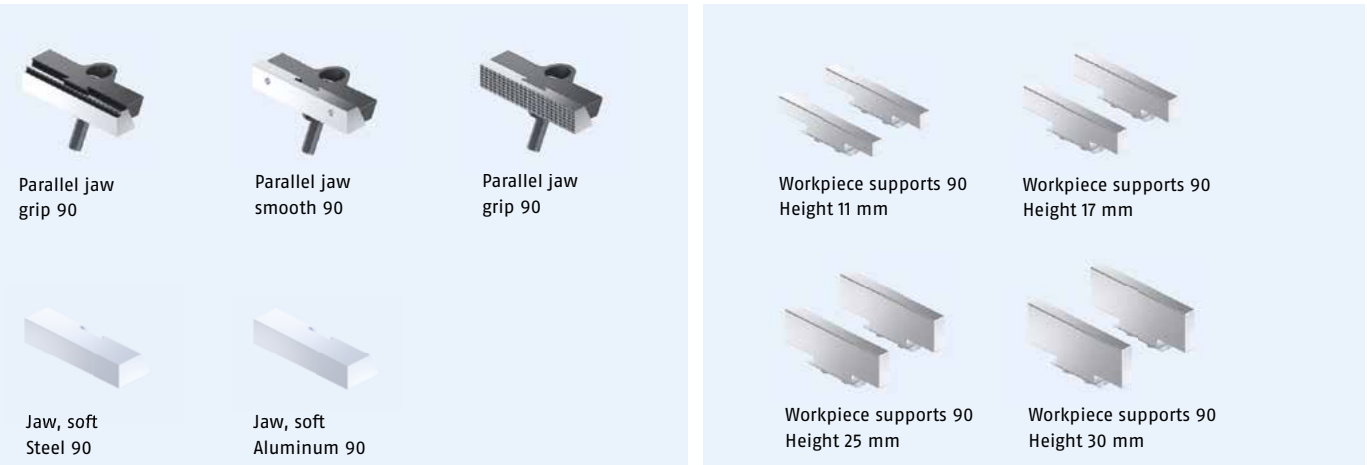 Parallel jaw
grip 90
Parallel jaw
smooth 90
Parallel jaw
grip 90
Jaw, soft
Steel 90
Jaw, soft
Aluminum 90
Workpiece supports 90
Height 11 mm
Workpiece supports 90
Height 17 mm
Workpiece supports 90
Height 25 mm
Workpiece supports 90
Height 30 mm